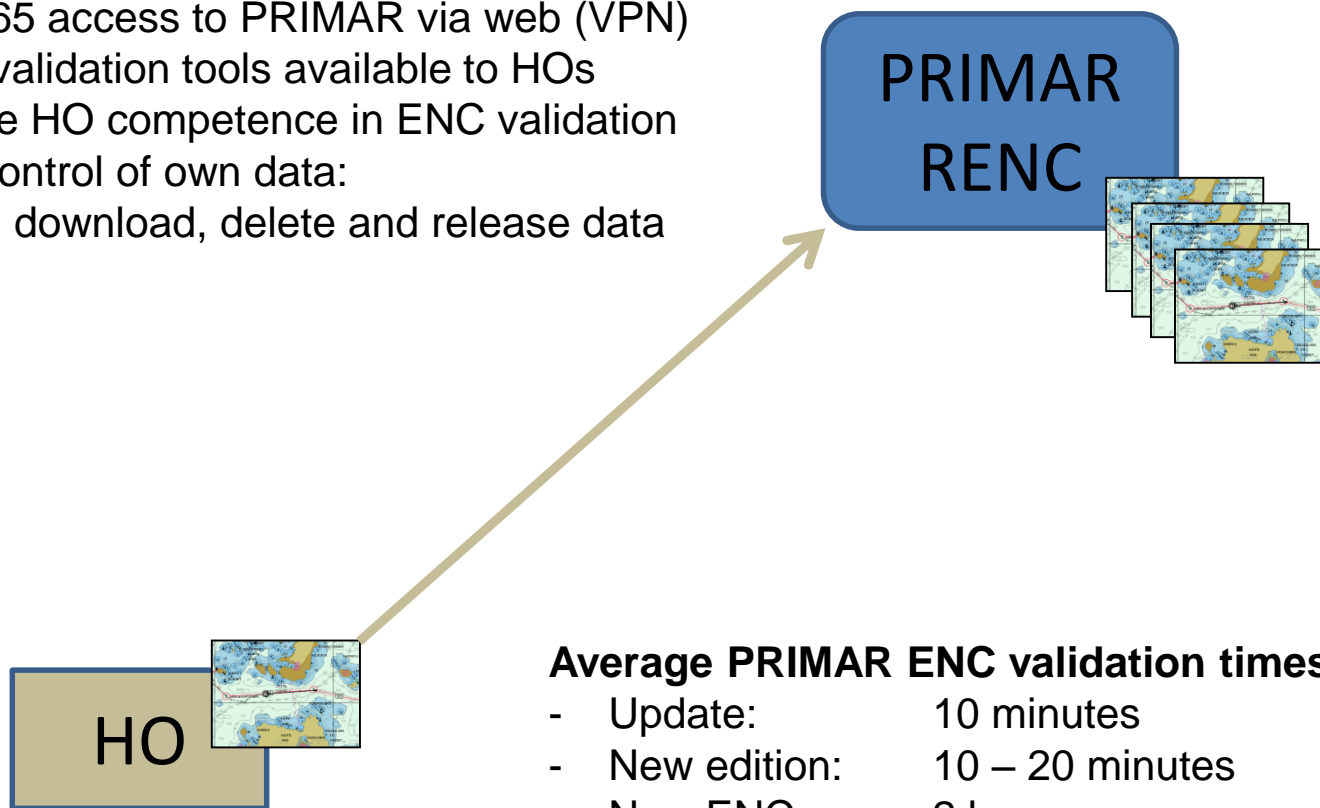 65 access to PRIMAR via web (VPN)
validation tools available to HOs
e HO competence in ENC validation
ontrol of own data:
download, delete and release data
PRIMAR
RENC
HO
Average PRIMAR ENC validation times
- Update: 10 minutes
- New edition: 10 – 20 minutes
New ENC